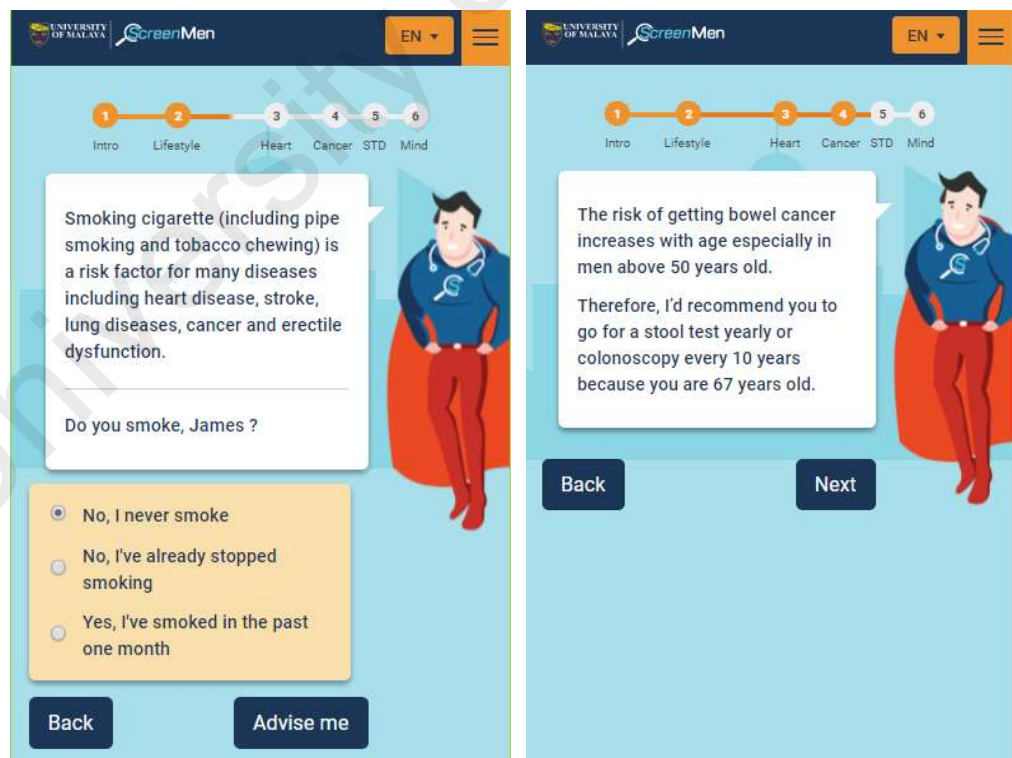 UNIVERSITY
OF MALAYA
ScreenMen
EN
1 2 3 4 5 6
Intro Lifestyle Heart Cancer STD Mind
Smoking cigarette (including pipe
smoking and tobacco chewing) is
a risk factor for many diseases
including heart disease, stroke,
lung diseases, cancer and erectile
dysfunction.
Do you smoke, James ?
No, I never smoke
No, I've already stopped
smoking
Yes, I've smoked in the past
one month
Back
Advise me
UNIVERSITY
OF MALAYA
ScreenMen
EN
1 2 3 4 5 6
Intro Lifestyle Heart Cancer STD Mind
The risk of getting bowel cancer
increases with age especially in
men above 50 years old.
Therefore, I'd recommend you to
go for a stool test yearly or
colonoscopy every 10 years
because you are 67 years old.
Back
Next
S
S
University